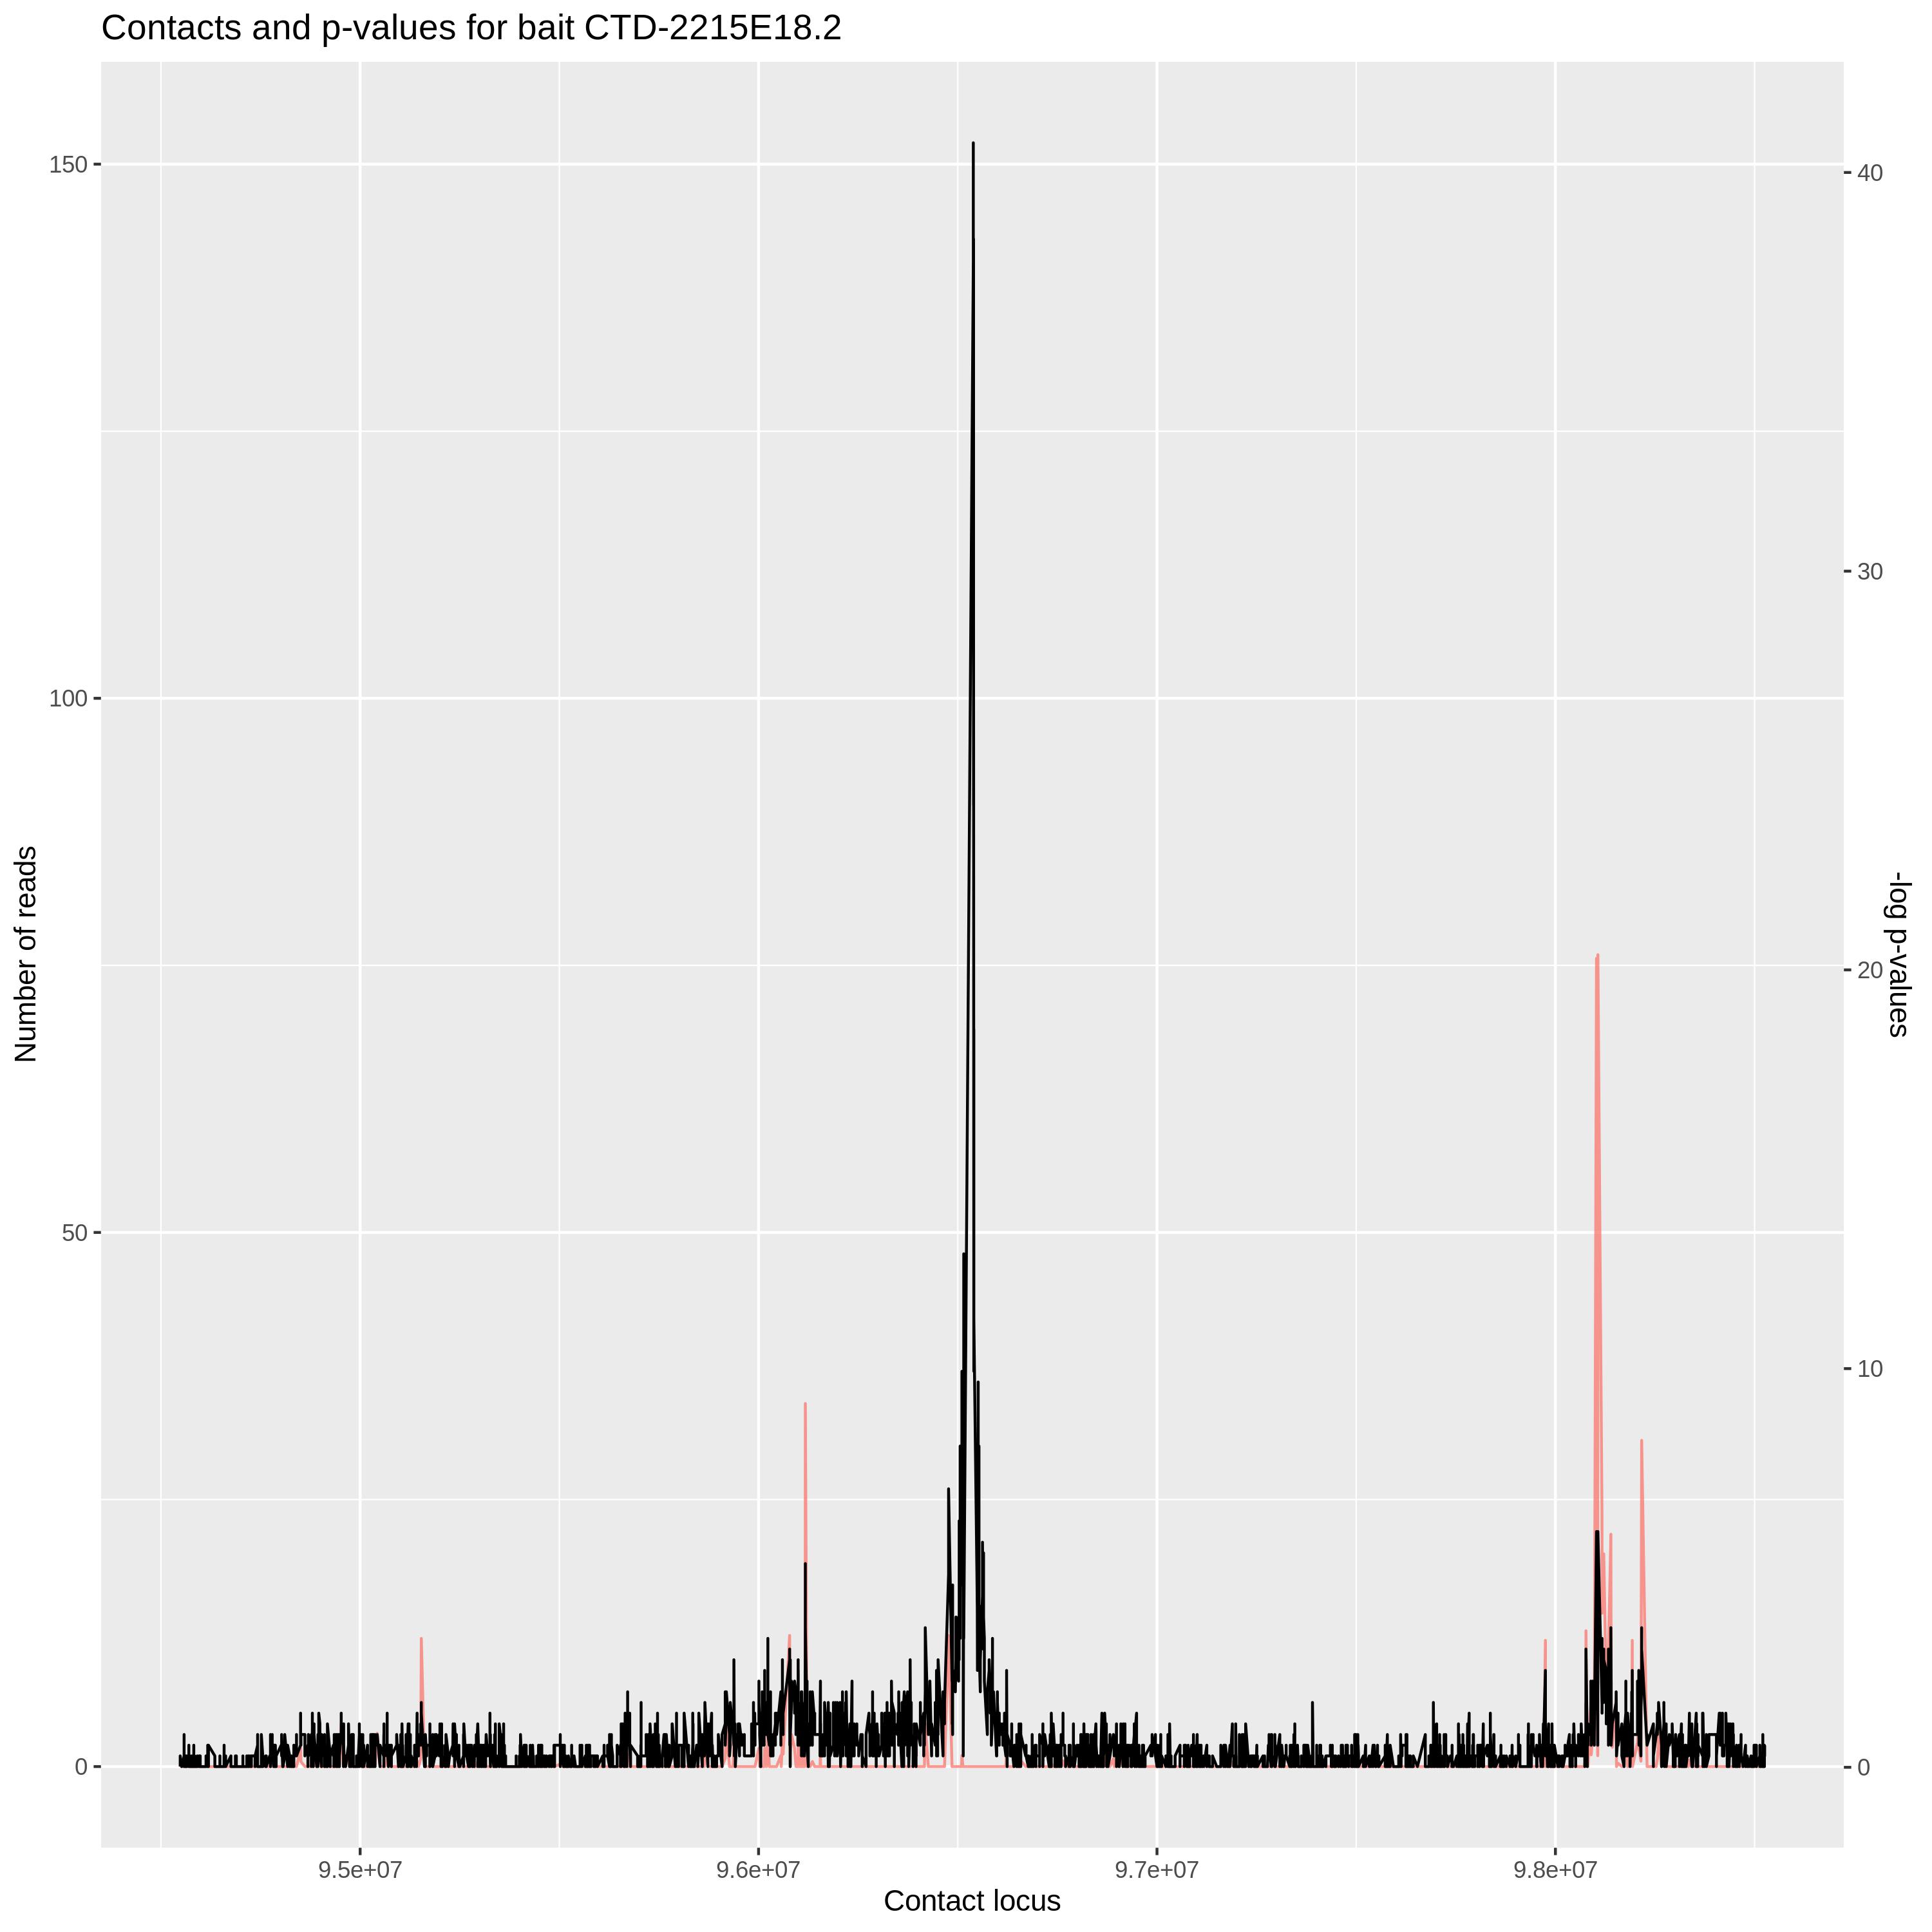 Contacts and p-values for bait CTD-2215E18.2
150
100
50
0
40
30
20
10
0
Number of reads
-log p-values
9.5e+07 9.6e+07 9.7e+07 9.8e+07
Contact locus